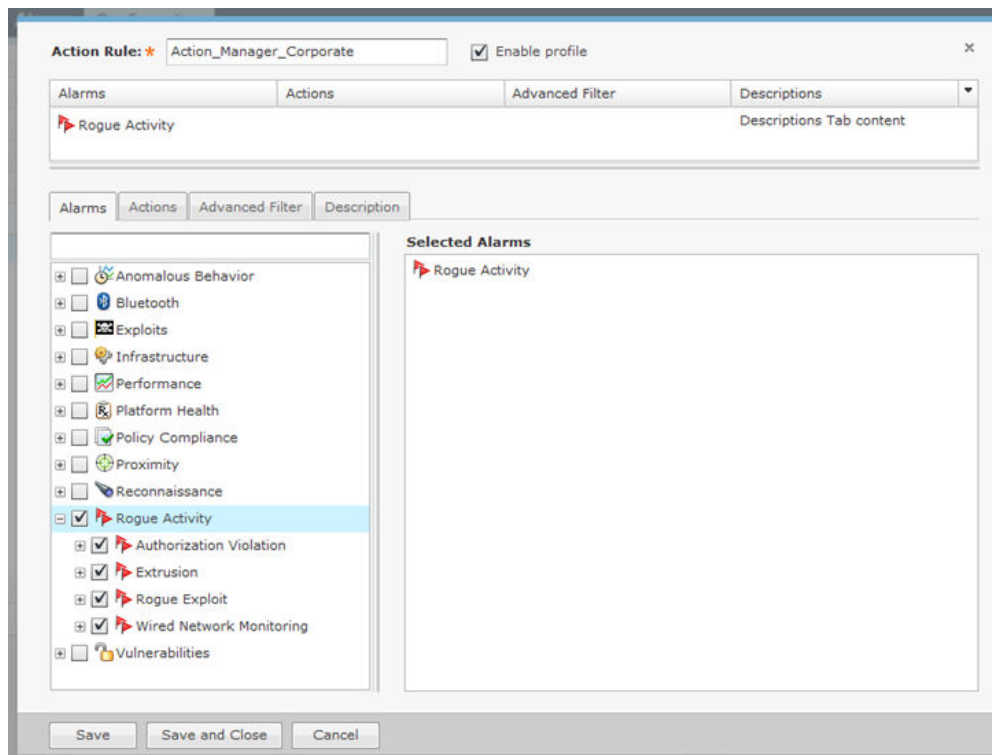 Action Rule: * Action_Manager_Corporate Enable profile
Alarms Actions Advanced Filter Descriptions
Rogue Activity Descriptions Tab content
Alarms Actions Advanced Filter Description
Selected Alarms
Rogue Activity
Anomalous Behavior
Bluetooth
Exploits
Infrastructure
Performance
Platform Health
Policy Compliance
Proximity
Reconnaissance
Rogue Activity
Authorization Violation
Extrusion
Rogue Exploit
Wired Network Monitoring
Vulnerabilities
Save Save and Close Cancel